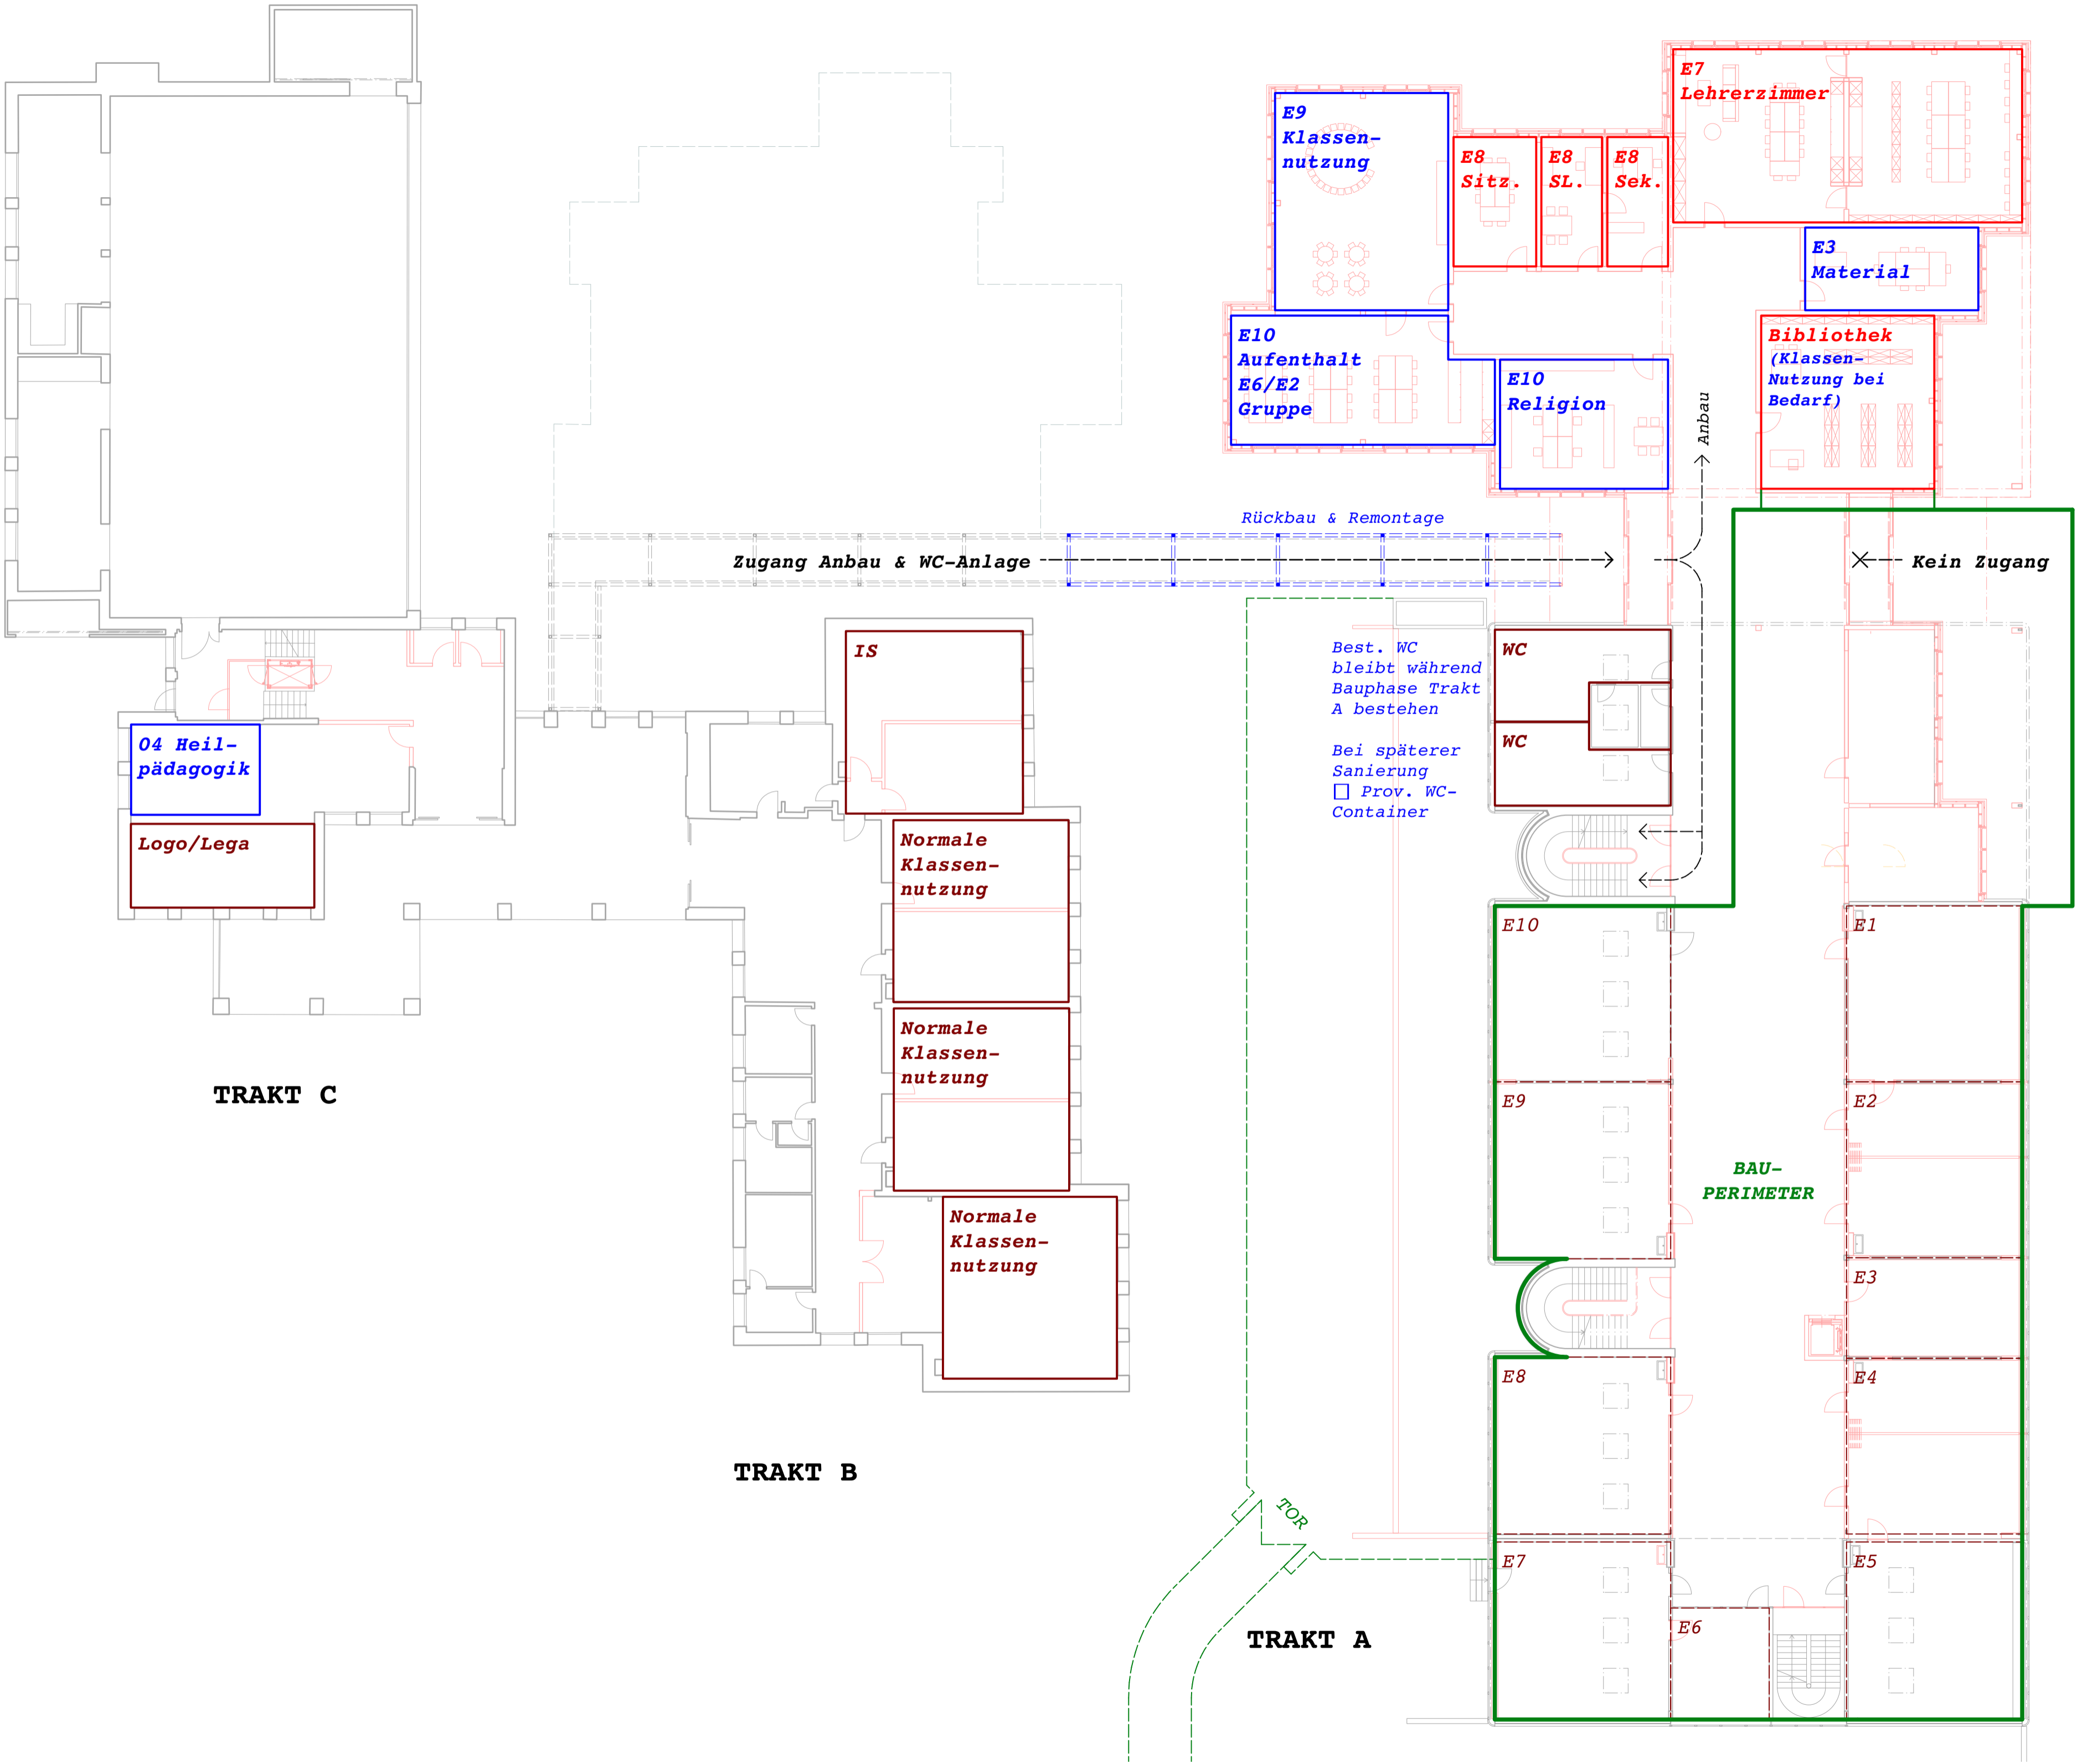 E7
Lehrerzimmer
E9
Klassen-
nutzung
E8
Sitz.
E8
SL.
E8
Sek.
E3
Material
E10
Aufenthalt
E6/E2
Gruppe
E10
Religion
Bibliothek
(Klassen-
Nutzung bei
Bedarf)
Anbau
Rückbau & Remontage
Zugang Anbau & WC-Anlage
Kein Zugang
IS
Best. WC
bleibt während
Bauphase Trakt
A bestehen
Bei späterer
Sanierung
□ Prov. WC-
Container
WC
WC
O4 Heil-
pädagogik
Logo/Lega
Normale
Klassen-
nutzung
Normale
Klassen-
nutzung
Normale
Klassen-
nutzung
E10
E1
E9
E2
BAU-
PERIMETER
E3
E8
E4
E7
E5
E6
TOR
TRAKT C
TRAKT B
TRAKT A